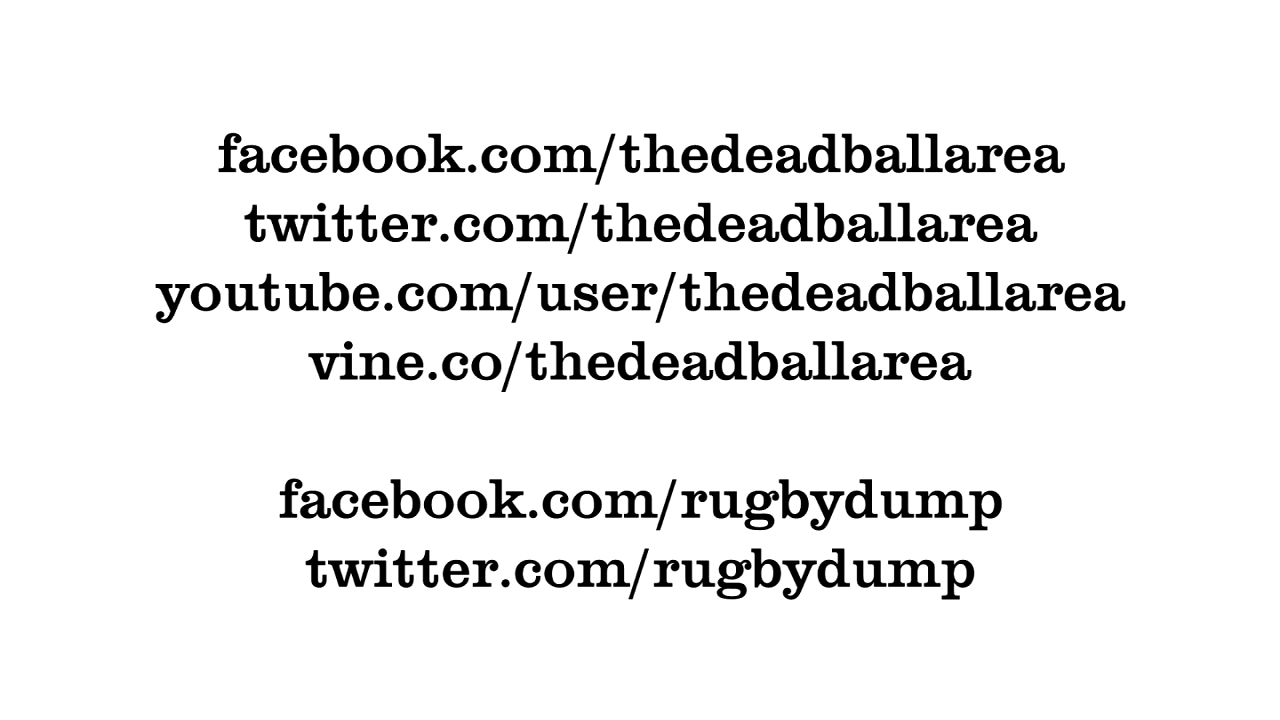 facebook.com/thedeadballarea
twitter.com/thedeadballarea
youtube.com/user/thedeadballarea
vine.co/thedeadballarea
facebook.com/rugbydump
twitter.com/rugbydump